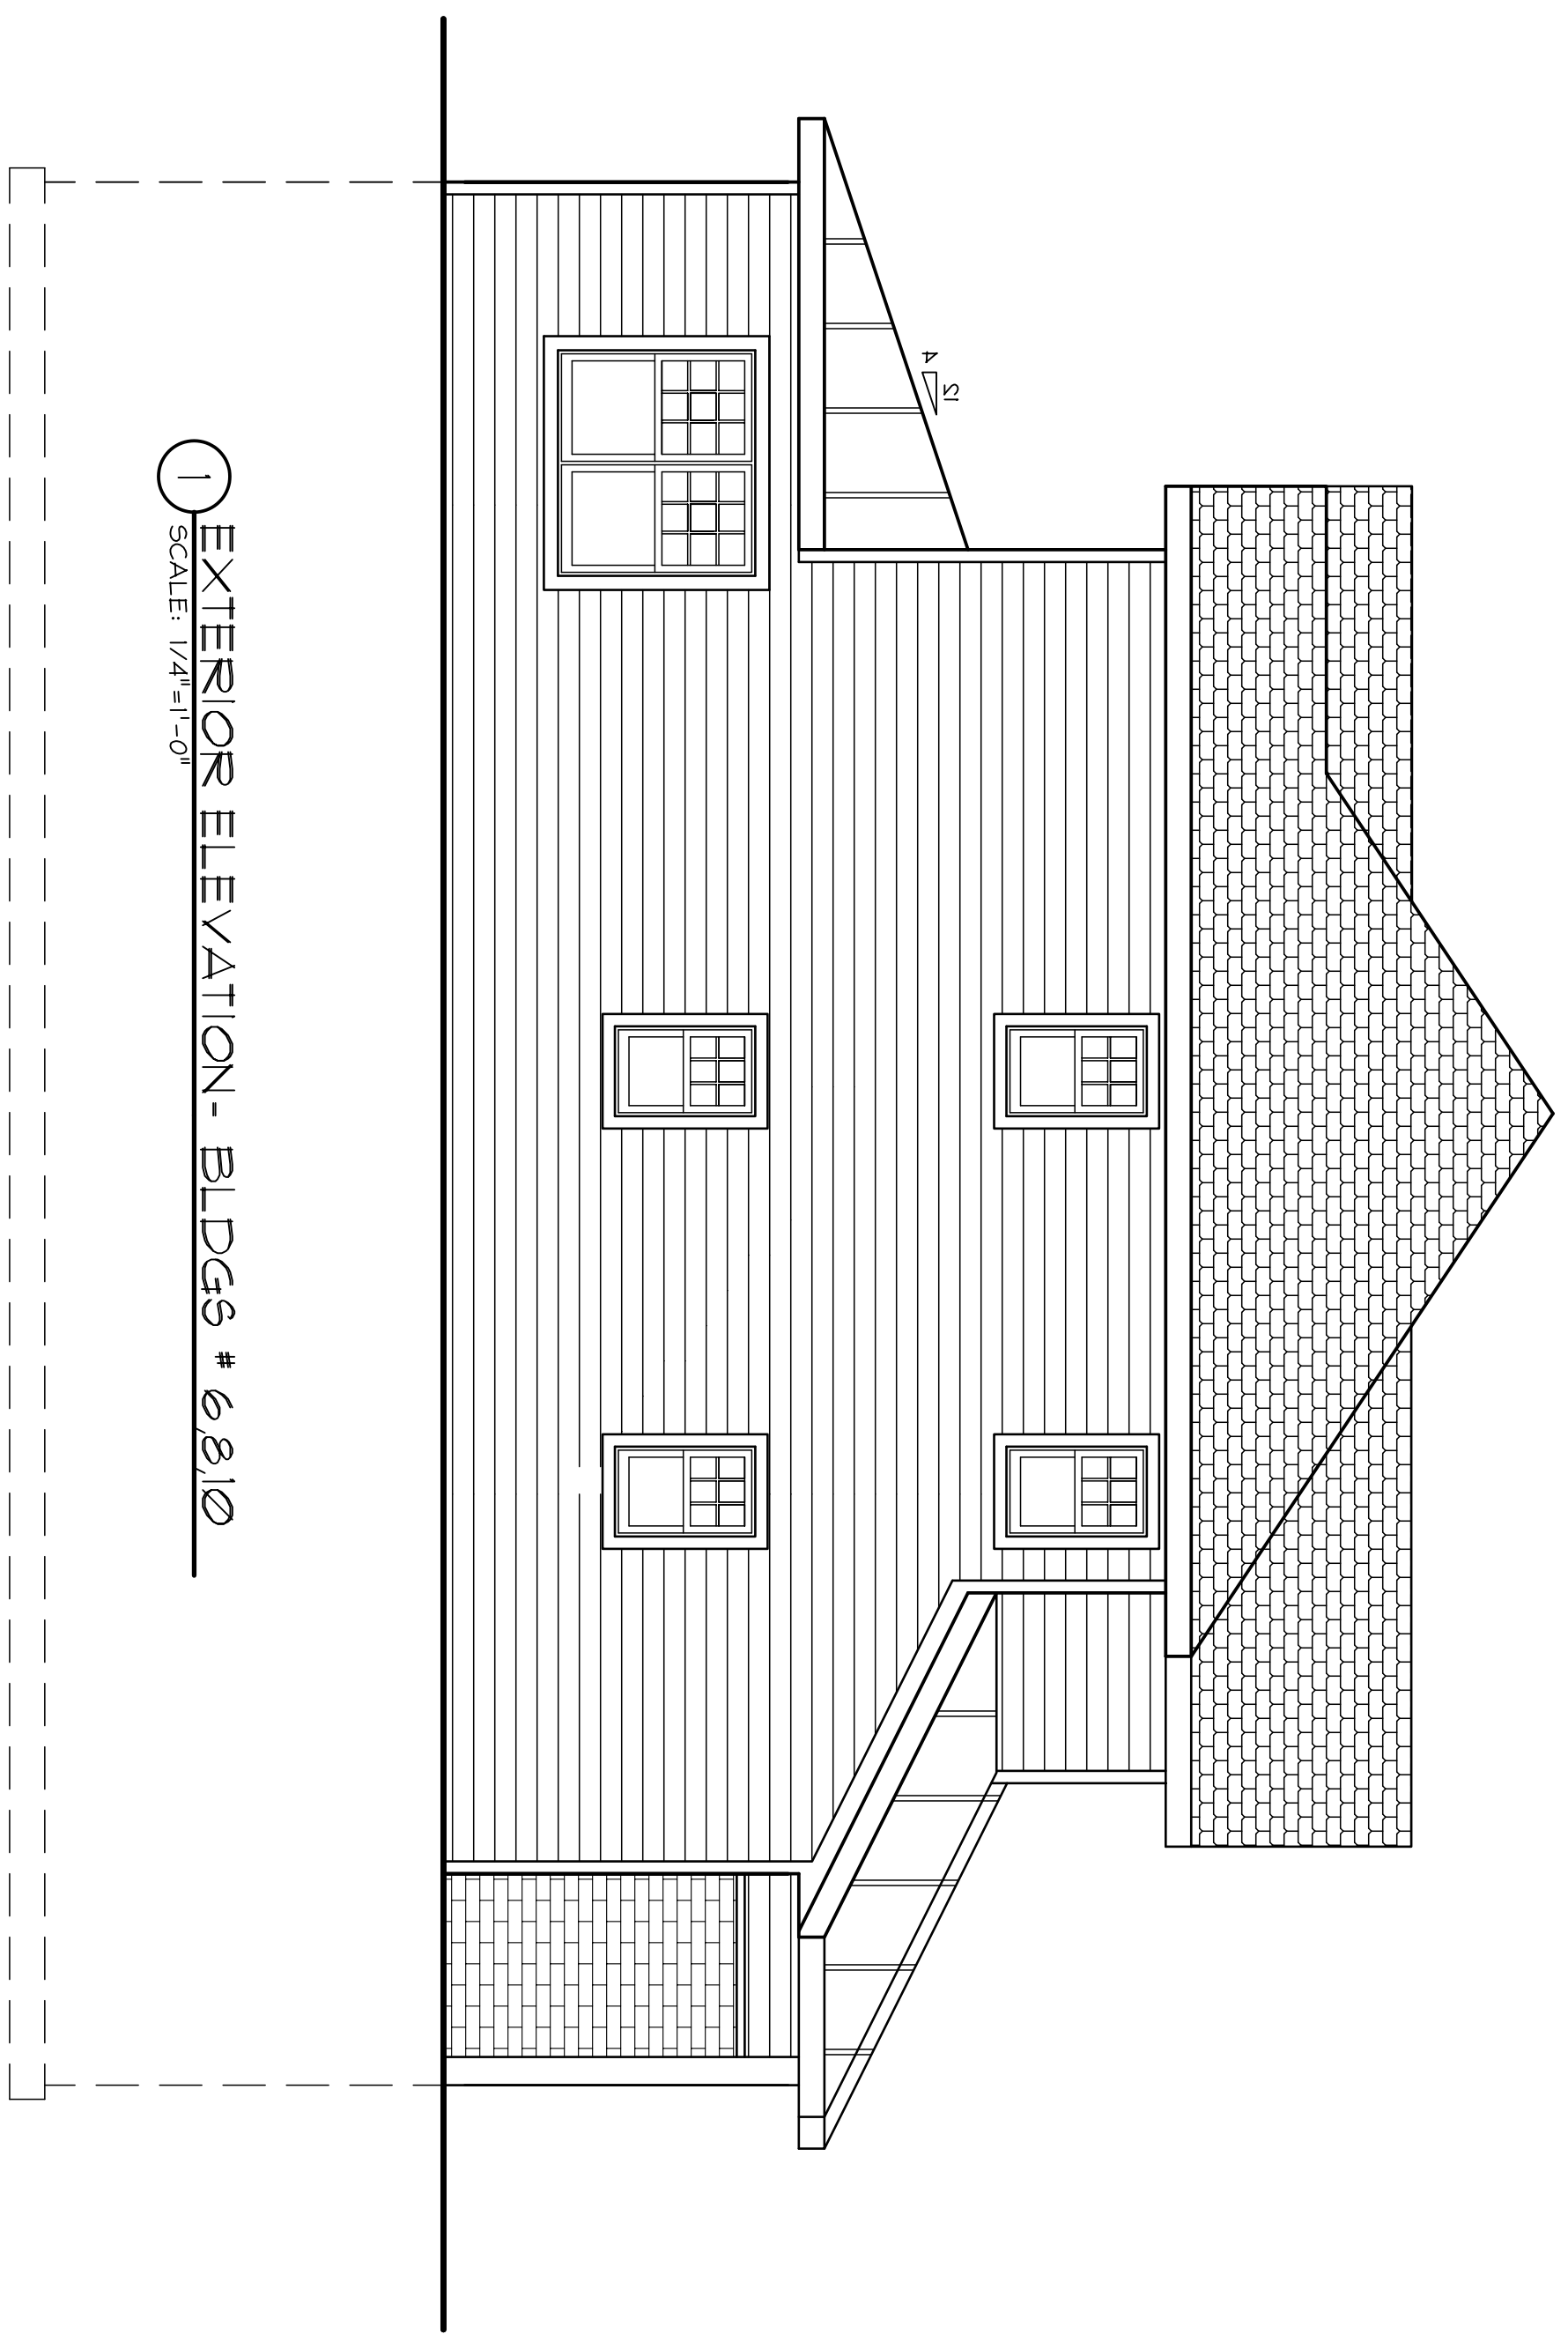 12
4
1
EXTERIOR ELEVATION- BLDGS # 6,8,10
SCALE: 1/4"=1'-0"